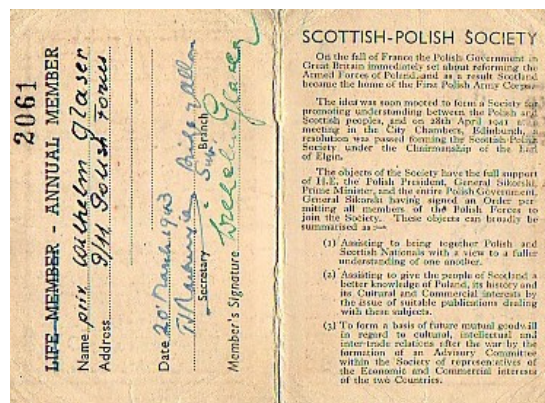 2061
LIFE MEMBER - ANNUAL MEMBER
Name Wilhelm Glaser
Address 9/11 Polish Forces
Date 20 March 1943
Bridge of Allan
Secretary Sub. Branch
Member's Signature Wilhelm Glaser
SCOTTISH-POLISH SOCIETY
On the fall of France the Polish Government in
Great Britain immediately set about reforming the
Armed Forces of Poland, and as a result Scotland
became the home of the First Polish Army Corps.
The idea was soon mooted to form a Society for
promoting understanding between the Polish and
Scottish peoples, and on 28th April 1941 at a
meeting in the City Chambers, Edinburgh, a
resolution was passed forming the Scottish-Polish
Society under the Chairmanship of the Earl
of Elgin.
The objects of the Society have the full support
of H.E. the Polish President, General Sikorski,
Prime Minister, and the entire Polish Government,
General Sikorski having signed an Order per-
mitting all members of the Polish Forces to
join the Society. These objects can broadly be
summarised as :—
(1) Assisting to bring together Polish and
Scottish Nationals with a view to a fuller
understanding of one another.
(2) Assisting to give the people of Scotland a
better knowledge of Poland, its history and
its Cultural and Commercial interests by
the issue of suitable publications dealing
with these subjects.
(3) To form a basis of future mutual goodwill
in regard to cultural, intellectual and
inter-trade relations after the war by the
formation of an Advisory Committee
within the Society of representatives of
the Economic and Commercial interests
of the two Countries.